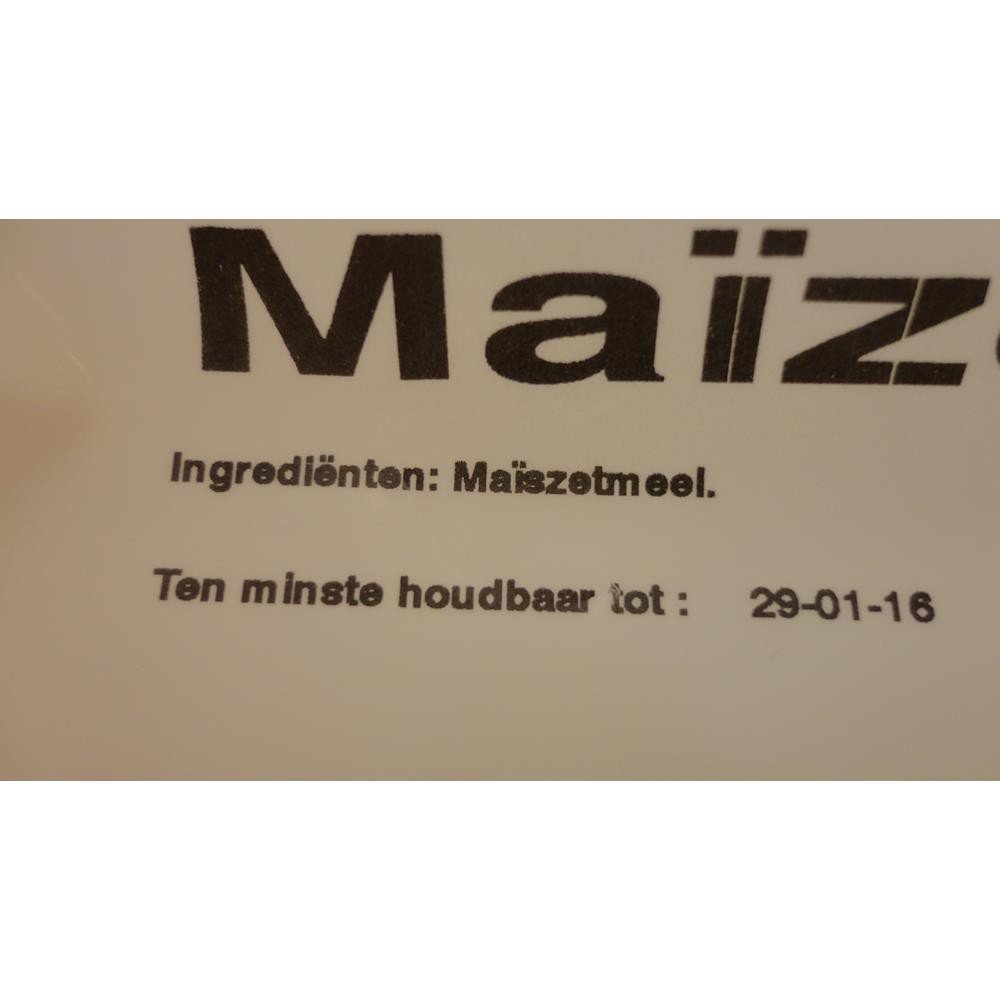 Maïz
Ingrediënten: Maïszetmeel.
Ten minste houdbaar tot : 29-01-16